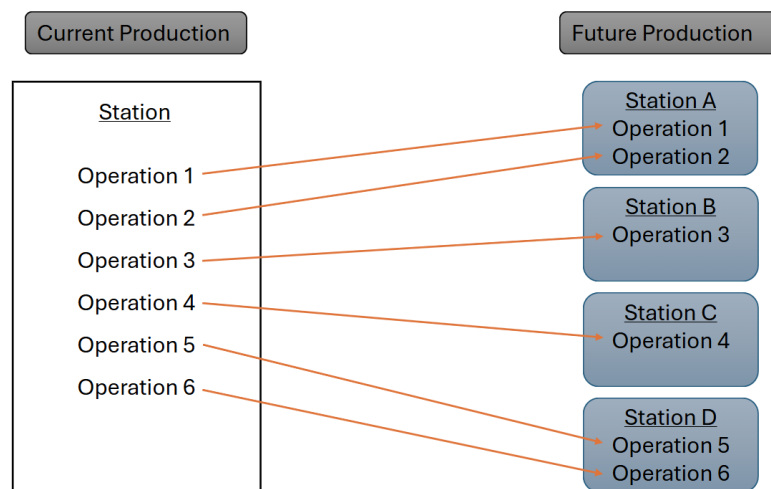 Current Production
Station
Operation 1
Operation 2
Operation 3
Operation 4
Operation 5
Operation 6
Future Production
Station A
Operation 1
Operation 2
Station B
Operation 3
Station C
Operation 4
Station D
Operation 5
Operation 6